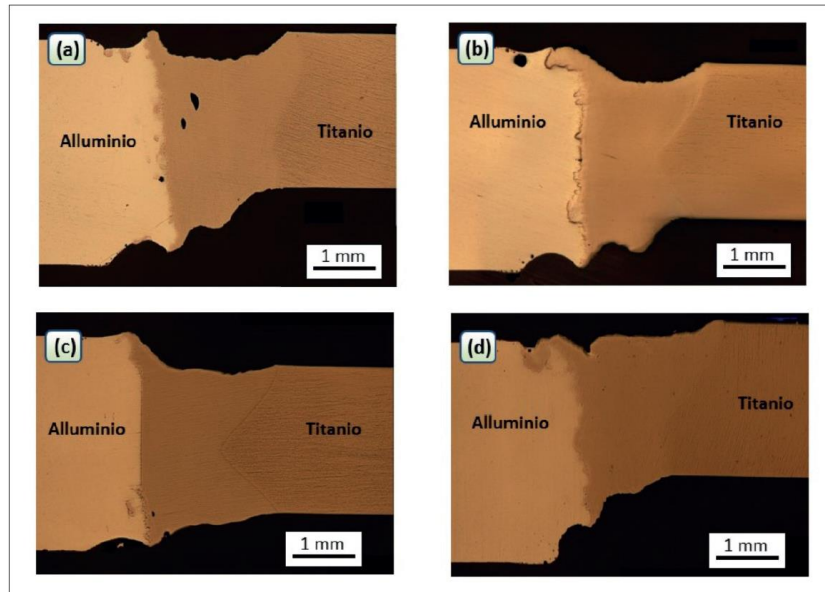 (a)
Alluminio
Titanio
1 mm
(b)
Alluminio
Titanio
1 mm
(c)
Alluminio
Titanio
1 mm
(d)
Alluminio
Titanio
1 mm